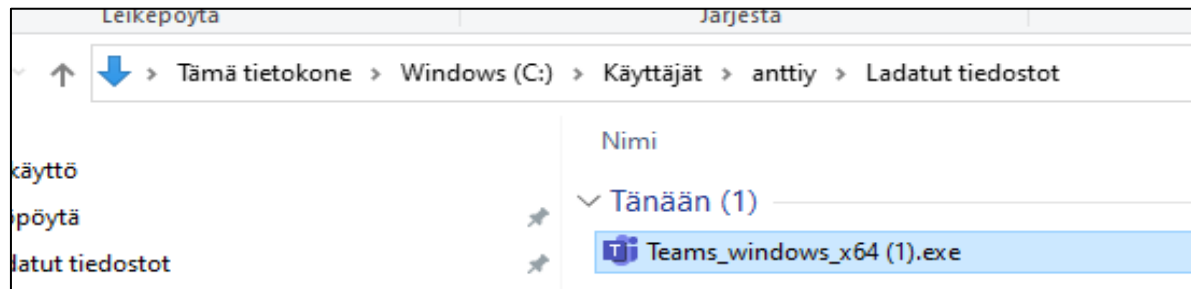 Leikepöytä Järjestä
Tämä tietokone > Windows (C:) > Käyttäjät > anttiy > Ladatut tiedostot
Nimi
käyttö
Tänään (1)
pöytä
Teams_windows_x64 (1).exe
datut tiedostot